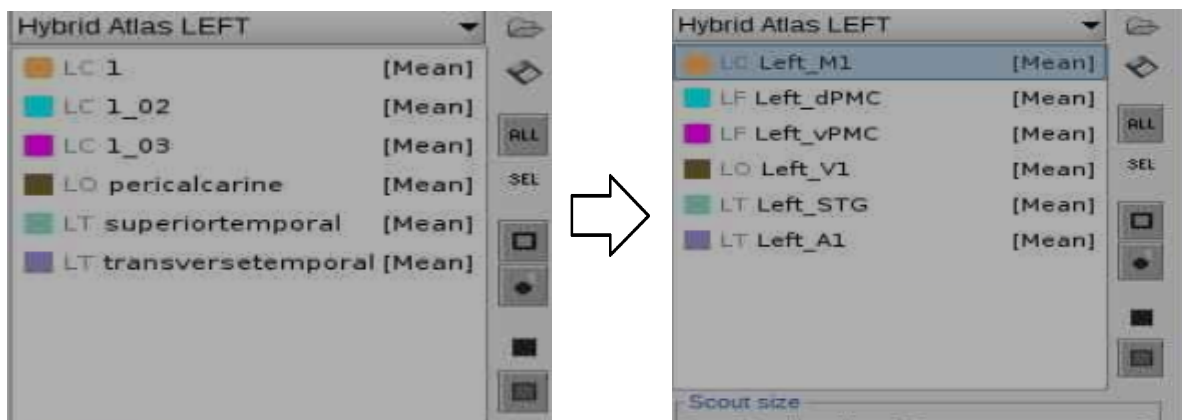 Hybrid Atlas LEFT
LC 1 [Mean]
LC 1_02 [Mean]
LC 1_03 [Mean]
LO pericalcarine [Mean]
LT superiortemporal [Mean]
LT transversetemporal [Mean]
ALL
SEL
Hybrid Atlas LEFT
LC Left_M1 [Mean]
LF Left_dPMC [Mean]
LF Left_vPMC [Mean]
LO Left_V1 [Mean]
LT Left_STG [Mean]
LT Left_A1 [Mean]
ALL
SEL
Scout size